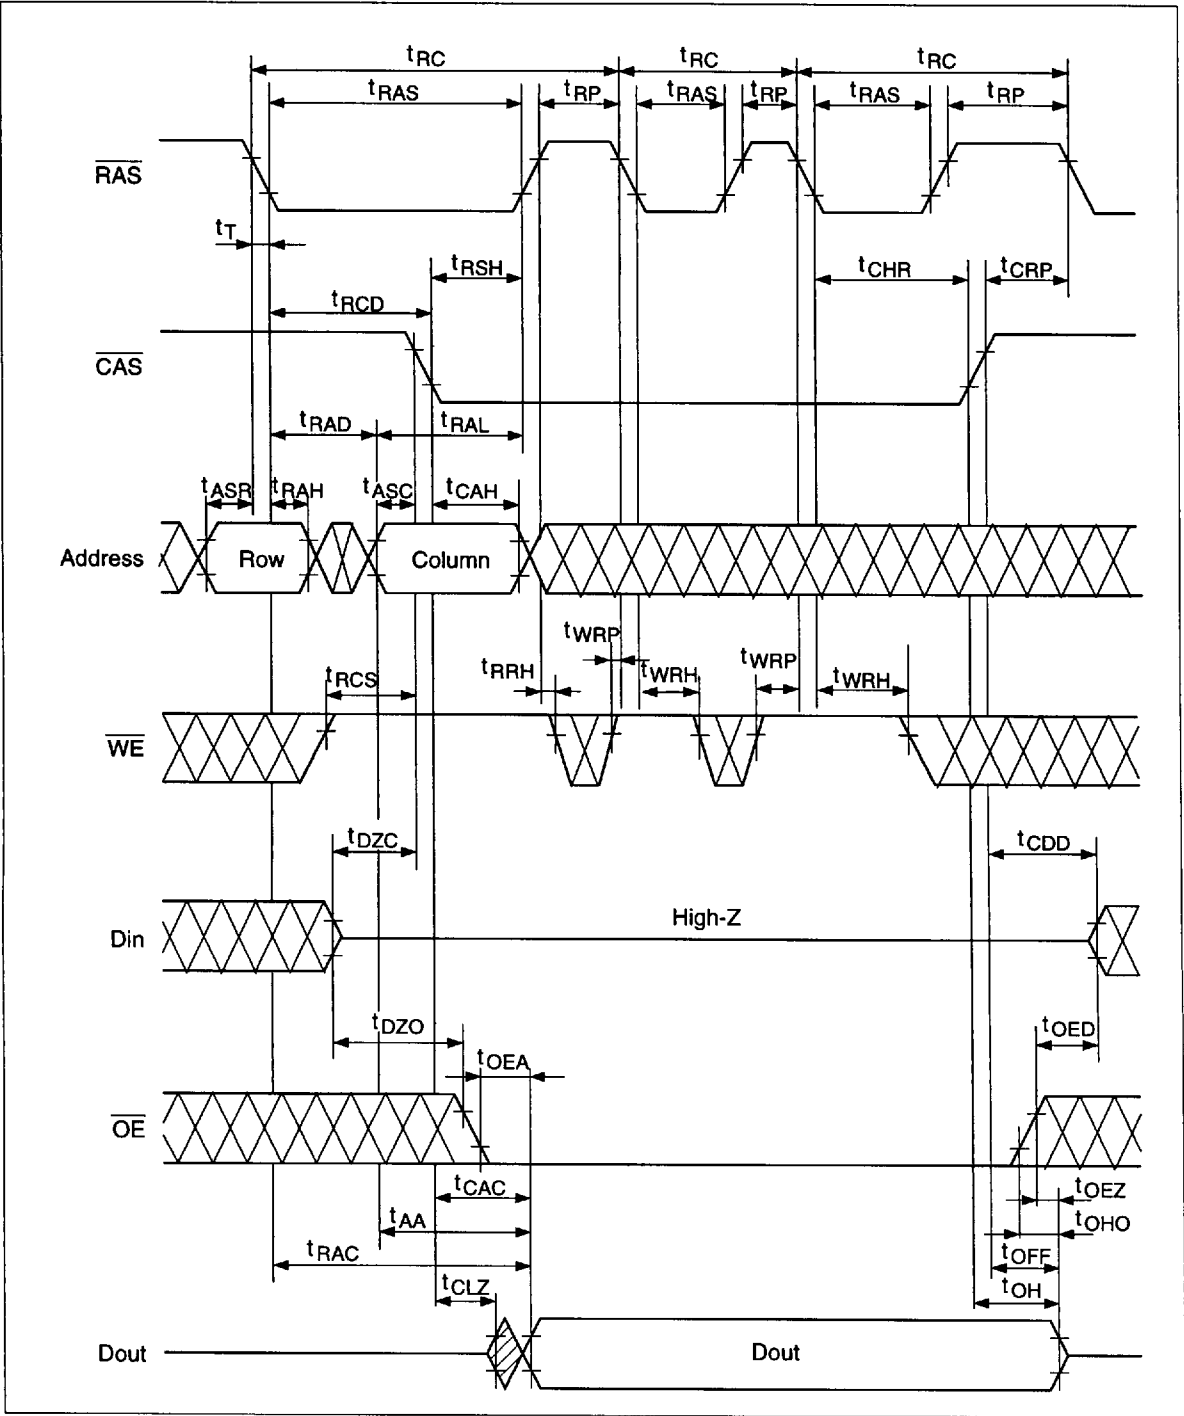 tRC tRC tRC
tRAS tRP tRAS tRP tRAS tRP
RAS
tT
tRSH tCHR tCRP
tRCD
CAS
tRAD tRAL
tASR tRAH tASC tCAH
Address Row Column
tWRP
tRRH tWRH tWRP tWRH
tRCS
WE
tDZC tCDD
High-Z
Din
tDZO tOED
tOEA
OE
tCAC tOEZ
tAA tOHO
tRAC tOFF
tCLZ tOH
Dout Dout